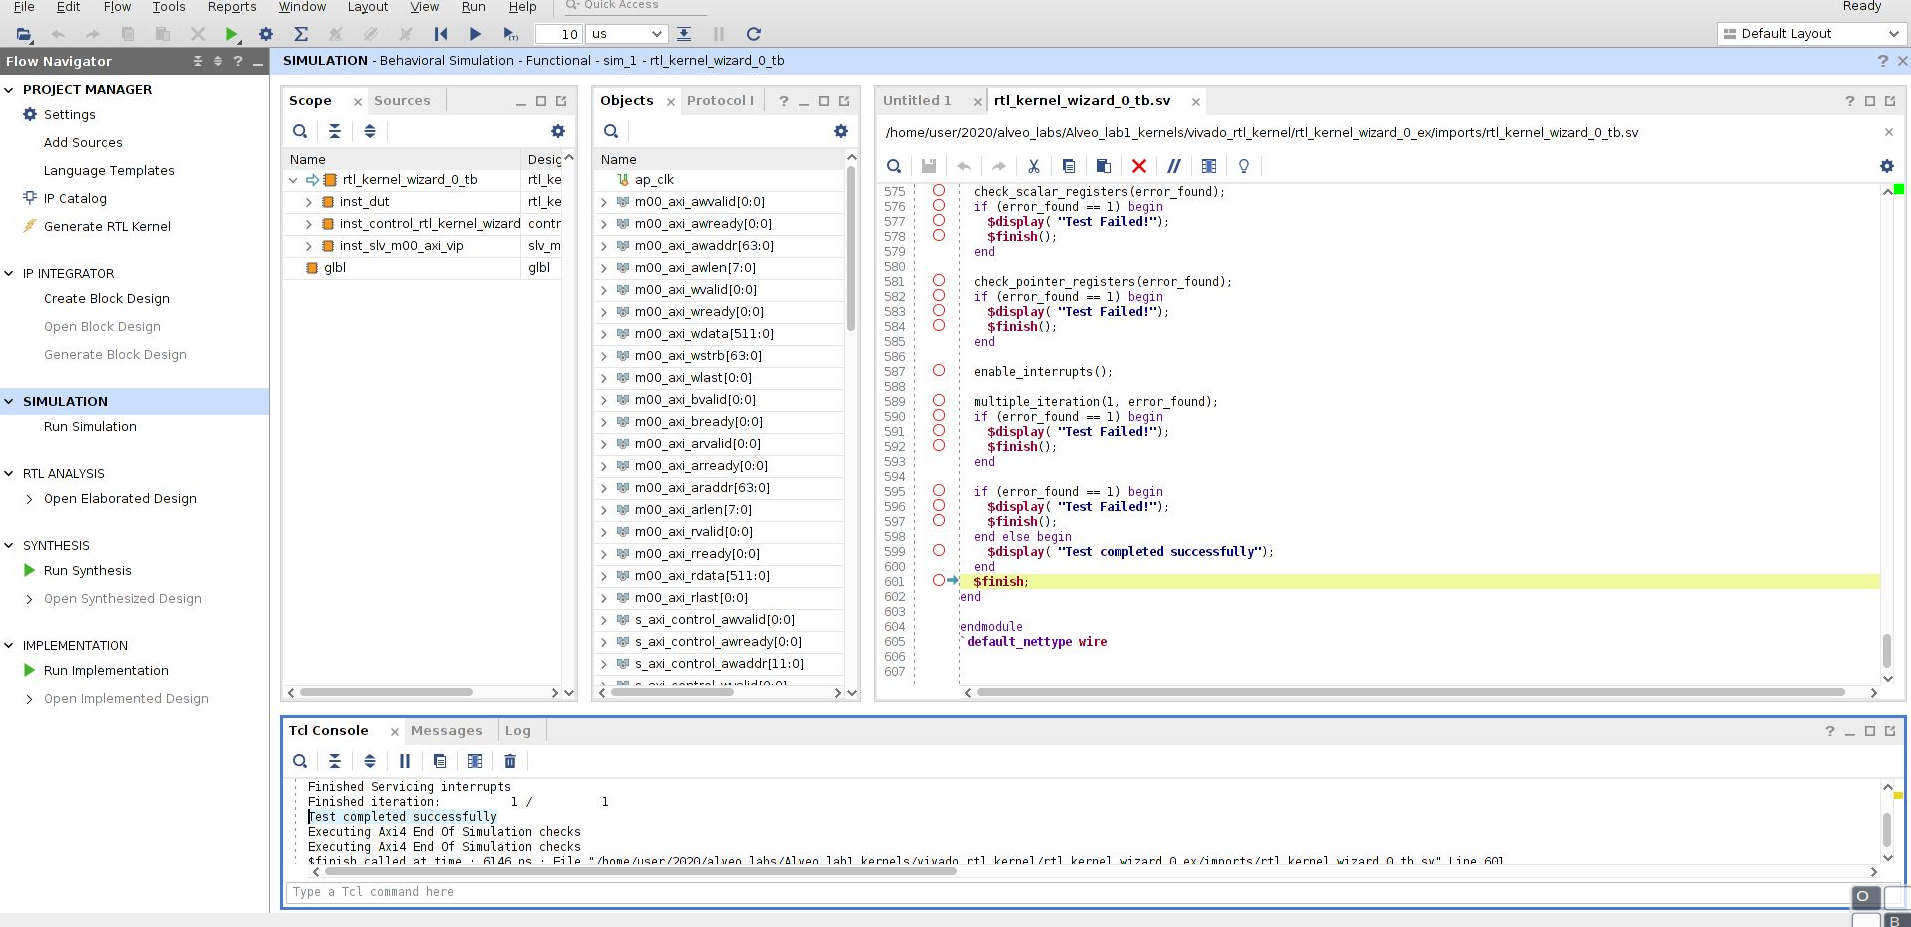 File Edit Flow Tools Reports Window Layout View Run Help Quick Access Ready
10 us Default Layout
Flow Navigator ? _
SIMULATION - Behavioral Simulation - Functional - sim_1 - rtl_kernel_wizard_0_tb ? ×
PROJECT MANAGER
Settings
Add Sources
Language Templates
IP Catalog
Generate RTL Kernel
IP INTEGRATOR
Create Block Design
Open Block Design
Generate Block Design
SIMULATION
Run Simulation
RTL ANALYSIS
Open Elaborated Design
SYNTHESIS
Run Synthesis
Open Synthesized Design
IMPLEMENTATION
Run Implementation
Open Implemented Design
Scope × Sources
Name Desig
rtl_kernel_wizard_0_tb rtl_ke
inst_dut rtl_ke
inst_control_rtl_kernel_wizard contr
inst_slv_m00_axi_vip slv_m
glbl glbl
Objects × Protocol I ?
Name
ap_clk
m00_axi_awvalid[0:0]
m00_axi_awready[0:0]
m00_axi_awaddr[63:0]
m00_axi_awlen[7:0]
m00_axi_wvalid[0:0]
m00_axi_wready[0:0]
m00_axi_wdata[511:0]
m00_axi_wstrb[63:0]
m00_axi_wlast[0:0]
m00_axi_bvalid[0:0]
m00_axi_bready[0:0]
m00_axi_arvalid[0:0]
m00_axi_arready[0:0]
m00_axi_araddr[63:0]
m00_axi_arlen[7:0]
m00_axi_rvalid[0:0]
m00_axi_rready[0:0]
m00_axi_rdata[511:0]
m00_axi_rlast[0:0]
s_axi_control_awvalid[0:0]
s_axi_control_awready[0:0]
s_axi_control_awaddr[11:0]
s_axi_control_wvalid[0:0]
Untitled 1 × rtl_kernel_wizard_0_tb.sv × ?
/home/user/2020/alveo_labs/Alveo_lab1_kernels/vivado_rtl_kernel/rtl_kernel_wizard_0_ex/imports/rtl_kernel_wizard_0_tb.sv ×
575 check_scalar_registers(error_found);
576 if (error_found == 1) begin
577 $display( "Test Failed!");
578 $finish();
579 end
580
581 check_pointer_registers(error_found);
582 if (error_found == 1) begin
583 $display( "Test Failed!");
584 $finish();
585 end
586
587 enable_interrupts();
588
589 multiple_iteration(1, error_found);
590 if (error_found == 1) begin
591 $display( "Test Failed!");
592 $finish();
593 end
594
595 if (error_found == 1) begin
596 $display( "Test Failed!");
597 $finish();
598 end else begin
599 $display( "Test completed successfully");
600 end
601 $finish;
602 end
603
604 endmodule
605 `default_nettype wire
606
607
Tcl Console × Messages Log ?
Finished Servicing interrupts
Finished iteration: 1 / 1
Test completed successfully
Executing Axi4 End Of Simulation checks
Executing Axi4 End Of Simulation checks
$finish called at time : 6146 ns : File "/home/user/2020/alveo_labs/Alveo_lab1_kernels/vivado_rtl_kernel/rtl_kernel_wizard_0_ex/imports/rtl_kernel_wizard_0_tb.sv" Line 601
Type a Tcl command here
O
B